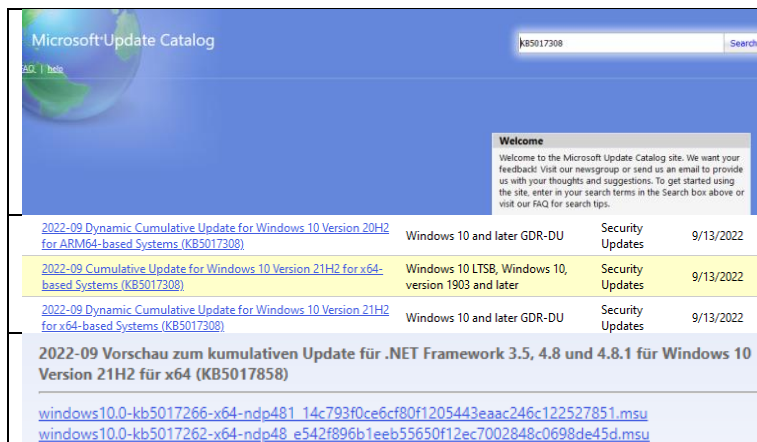 Microsoft Update Catalog
KB5017308
Search
FAQ | help
Welcome
Welcome to the Microsoft Update Catalog site. We want your
feedback! Visit our newsgroup or send us an email to provide
us with your thoughts and suggestions. To get started using
the site, enter in your search terms in the Search box above or
visit our FAQ for search tips.
2022-09 Dynamic Cumulative Update for Windows 10 Version 20H2
for ARM64-based Systems (KB5017308)
Windows 10 and later GDR-DU
Security
Updates
9/13/2022
2022-09 Cumulative Update for Windows 10 Version 21H2 for x64-
based Systems (KB5017308)
Windows 10 LTSB, Windows 10,
version 1903 and later
Security
Updates
9/13/2022
2022-09 Dynamic Cumulative Update for Windows 10 Version 21H2
for x64-based Systems (KB5017308)
Windows 10 and later GDR-DU
Security
Updates
9/13/2022
2022-09 Vorschau zum kumulativen Update für .NET Framework 3.5, 4.8 und 4.8.1 für Windows 10
Version 21H2 für x64 (KB5017858)
windows10.0-kb5017266-x64-ndp481_14c793f0ce6cf80f1205443eaac246c122527851.msu
windows10.0-kb5017262-x64-ndp48_e542f896b1eeb55650f12ec7002848c0698de45d.msu